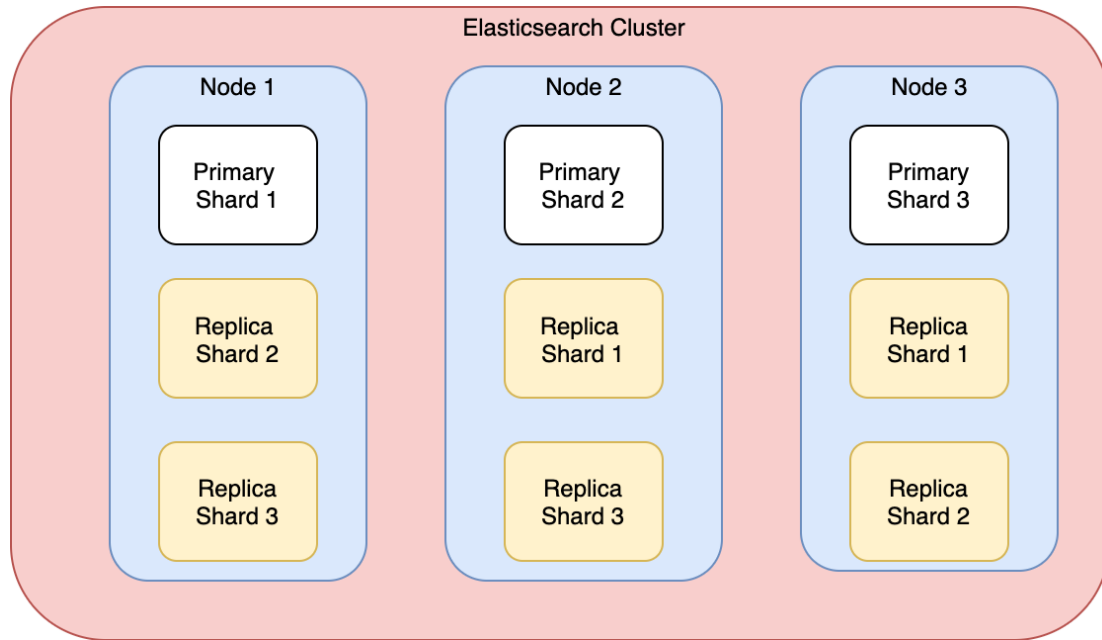 Elasticsearch Cluster
Node 1
Primary
Shard 1
Replica
Shard 2
Replica
Shard 3
Node 2
Primary
Shard 2
Replica
Shard 1
Replica
Shard 3
Node 3
Primary
Shard 3
Replica
Shard 1
Replica
Shard 2